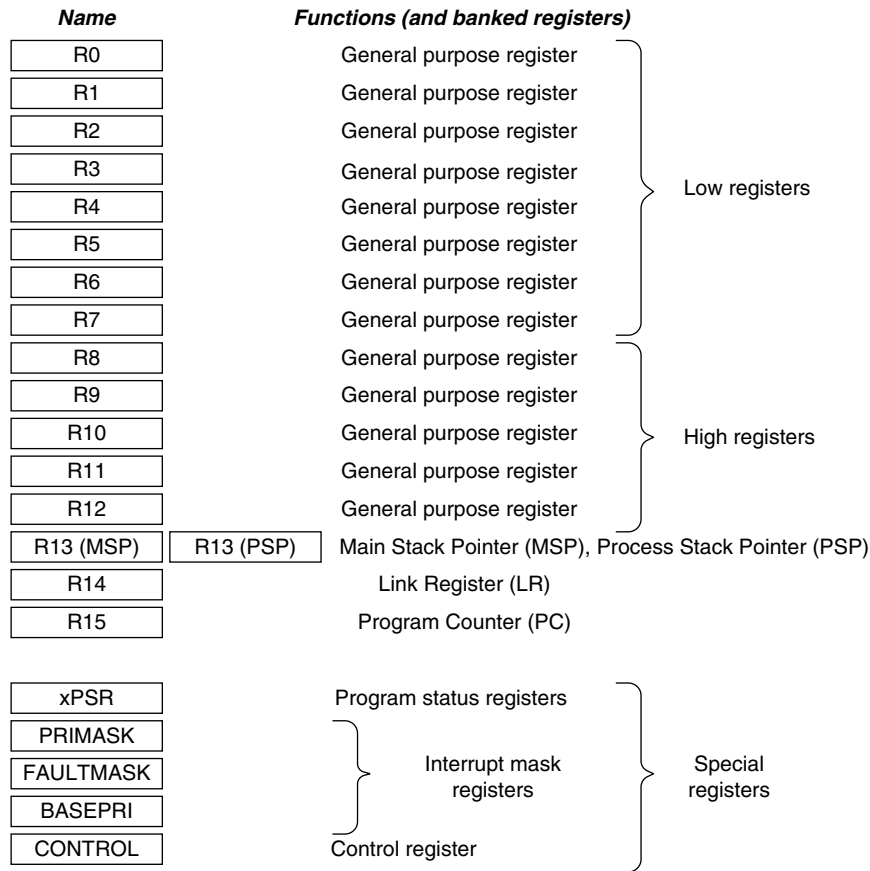 Name Functions (and banked registers)
R0 General purpose register
R1 General purpose register
R2 General purpose register
R3 General purpose register
Low registers
R4 General purpose register
R5 General purpose register
R6 General purpose register
R7 General purpose register
R8 General purpose register
R9 General purpose register
R10 General purpose register
High registers
R11 General purpose register
R12 General purpose register
R13 (MSP) R13 (PSP) Main Stack Pointer (MSP), Process Stack Pointer (PSP)
R14 Link Register (LR)
R15 Program Counter (PC)
xPSR Program status registers
PRIMASK
FAULTMASK
Interrupt mask
registers
Special
registers
BASEPRI
CONTROL Control register